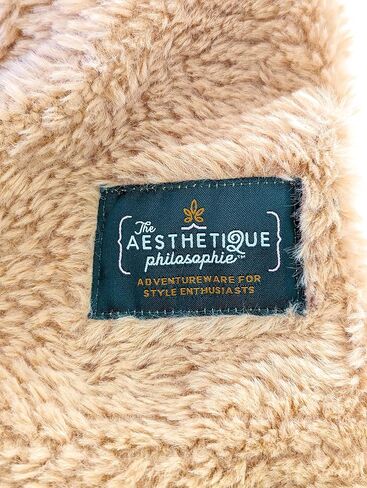 The
AESTHETIQUE
philosophie™
ADVENTUREWARE FOR
STYLE ENTHUSIASTS